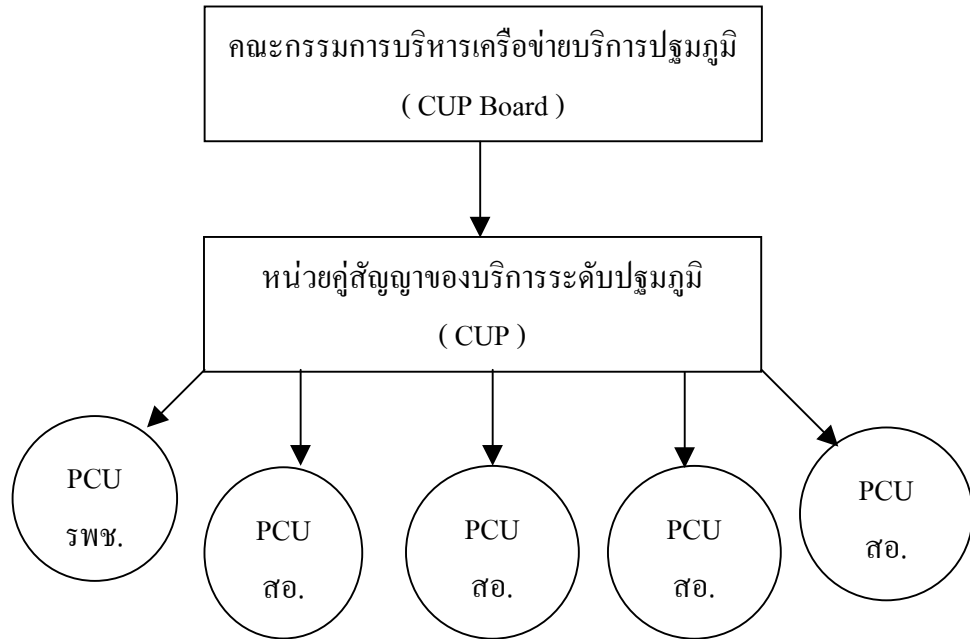 คณะกรรมการบริหารเครือข่ายบริการปฐมภูมิ
( CUP Board )
หน่วยคู่สัญญาของบริการระดับปฐมภูมิ
( CUP )
PCU
รพช.
PCU
สอ.
PCU
สอ.
PCU
สอ.
PCU
สอ.